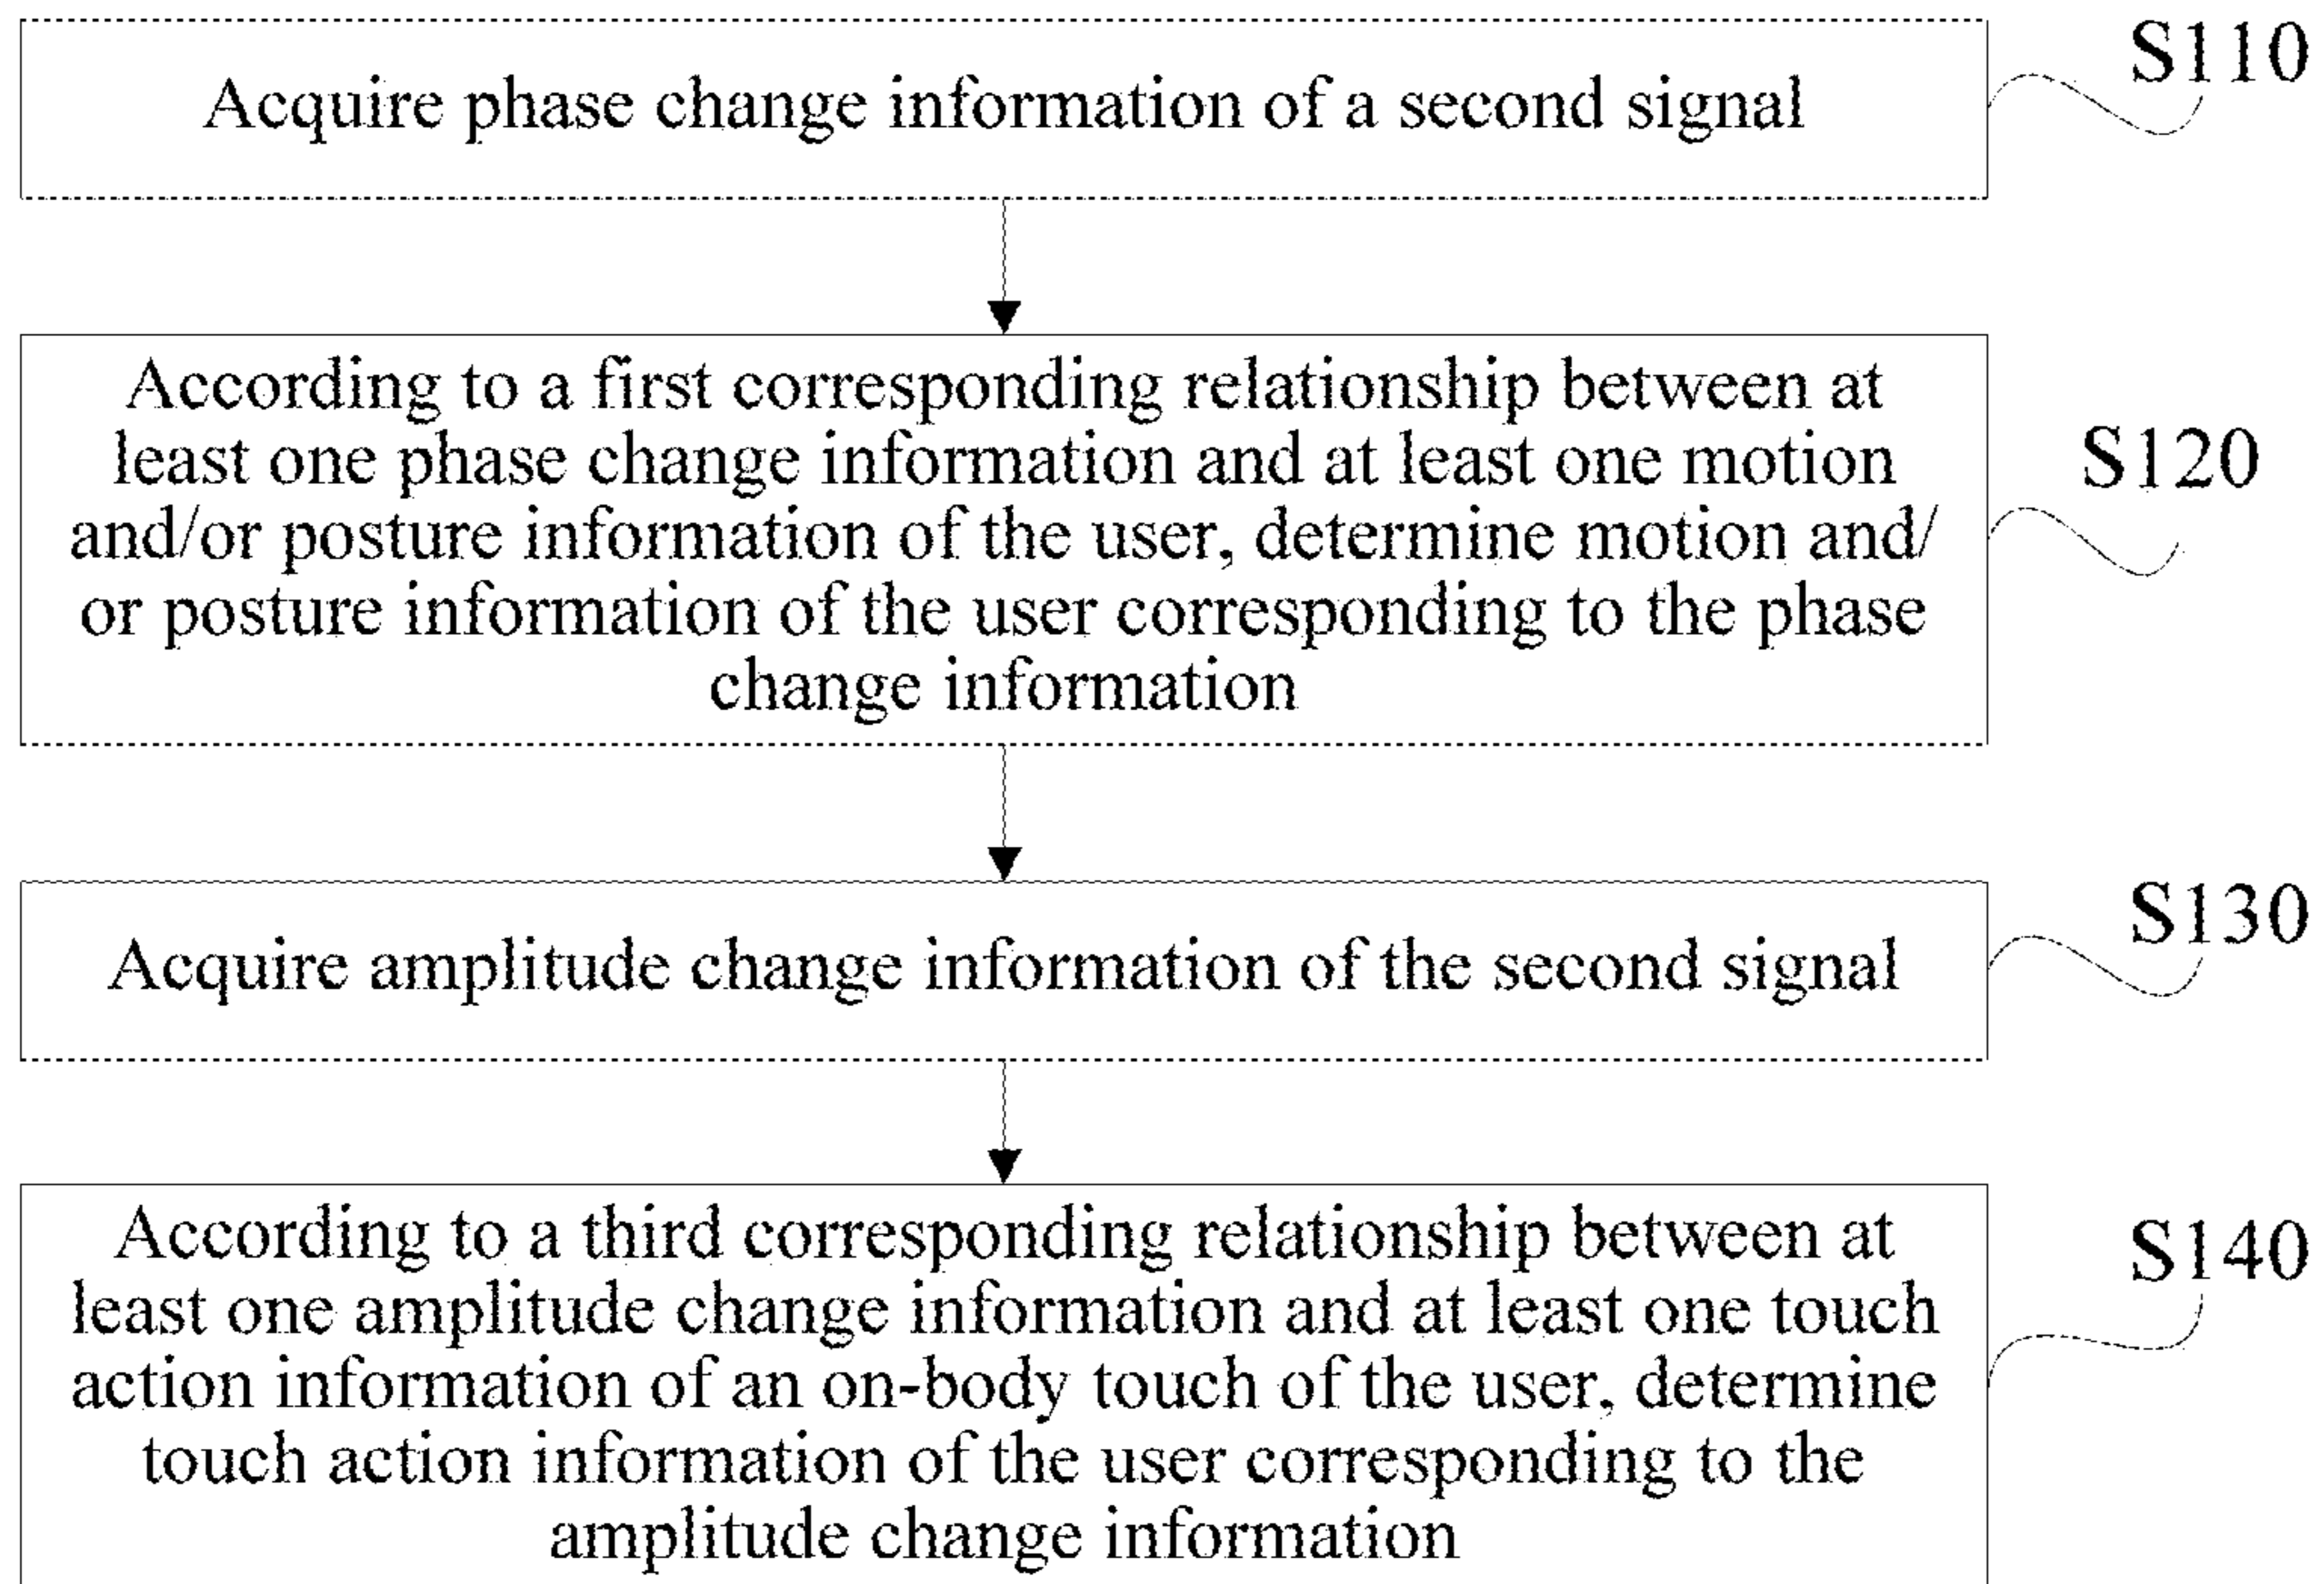 Acquire phase change information of a second signal
S110
According to a first corresponding relationship between at
least one phase change information and at least one motion
and/or posture information of the user, determine motion and/
or posture information of the user corresponding to the phase
change information
S120
Acquire amplitude change information of the second signal
S130
According to a third corresponding relationship between at
least one amplitude change information and at least one touch
action information of an on-body touch of the user, determine
touch action information of the user corresponding to the
amplitude change information
S140